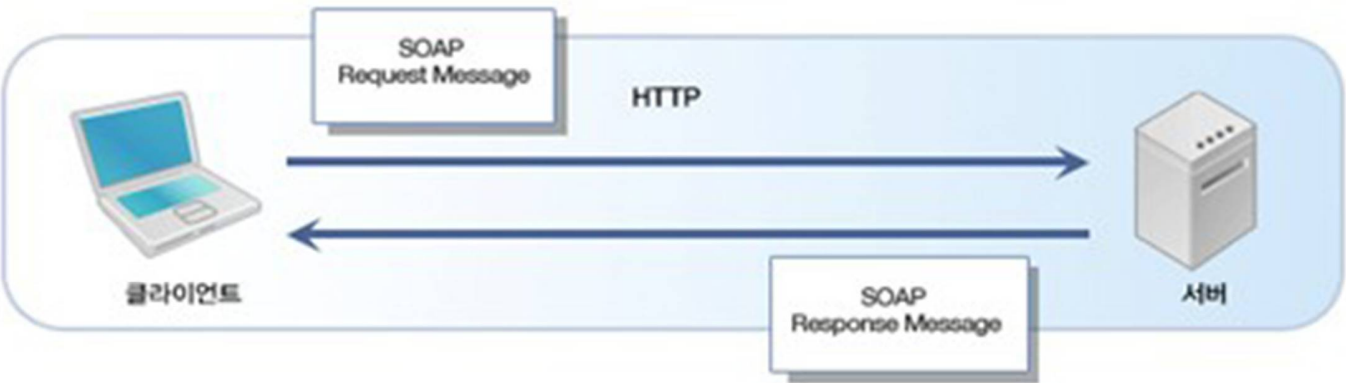 SOAP
Request Message
HTTP
클라이언트
서버
SOAP
Response Message